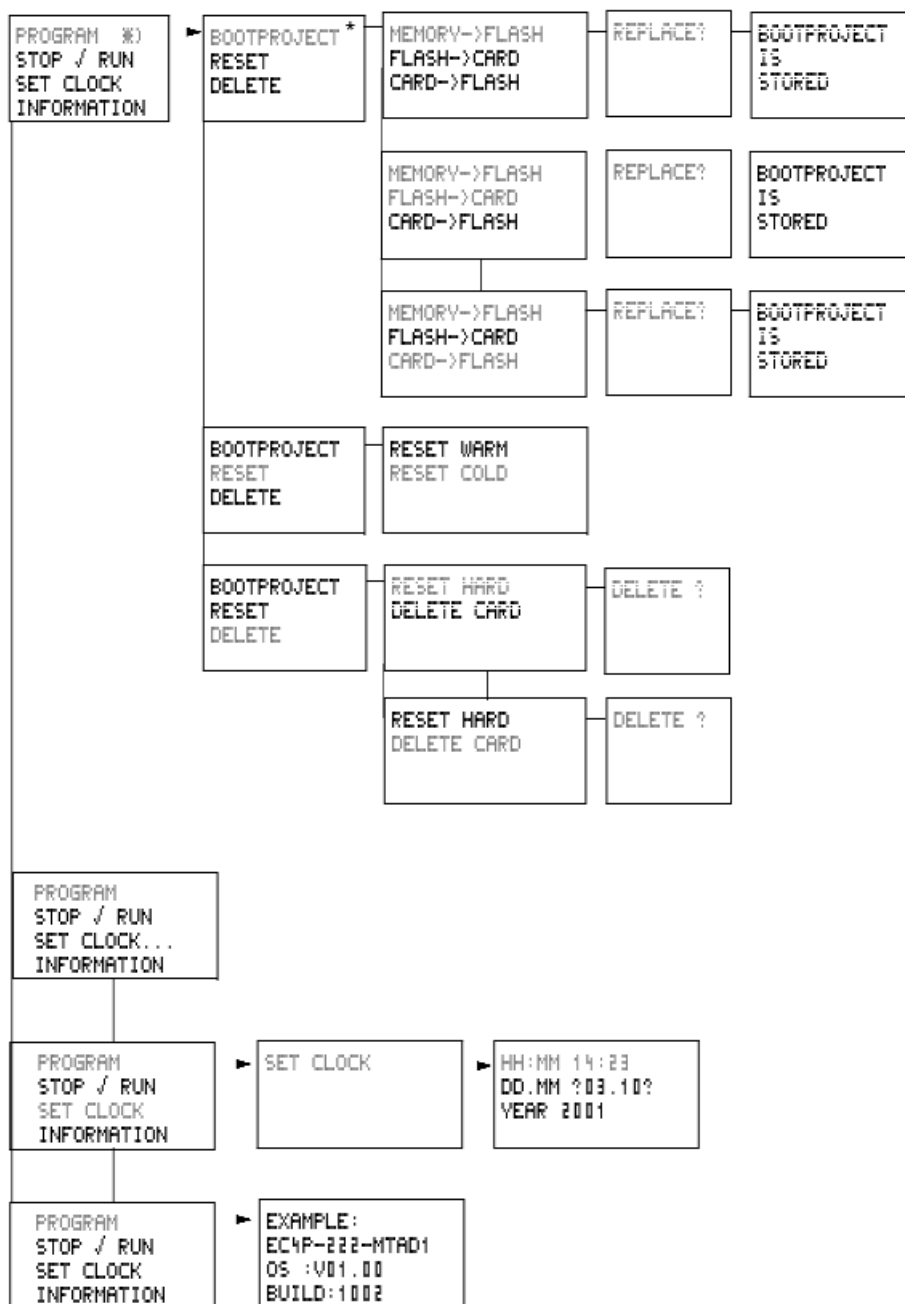 PROGRAM *)
STOP / RUN
SET CLOCK
INFORMATION
BOOTPROJECT *
RESET
DELETE
MEMORY->FLASH
FLASH->CARD
CARD->FLASH
REPLACE?
BOOTPROJECT
IS
STORED
MEMORY->FLASH
FLASH->CARD
CARD->FLASH
REPLACE?
BOOTPROJECT
IS
STORED
MEMORY->FLASH
FLASH->CARD
CARD->FLASH
REPLACE?
BOOTPROJECT
IS
STORED
BOOTPROJECT
RESET
DELETE
RESET WARM
RESET COLD
BOOTPROJECT
RESET
DELETE
RESET HARD
DELETE CARD
DELETE ?
RESET HARD
DELETE CARD
DELETE ?
PROGRAM
STOP √ RUN
SET CLOCK...
INFORMATION
PROGRAM
STOP √ RUN
SET CLOCK
INFORMATION
SET CLOCK
HH:MM 14:23
DD.MM ?03.10?
YEAR 2001
PROGRAM
STOP √ RUN
SET CLOCK
INFORMATION
EXAMPLE:
EC4P-222-MTAD1
OS :V01.00
BUILD:1002